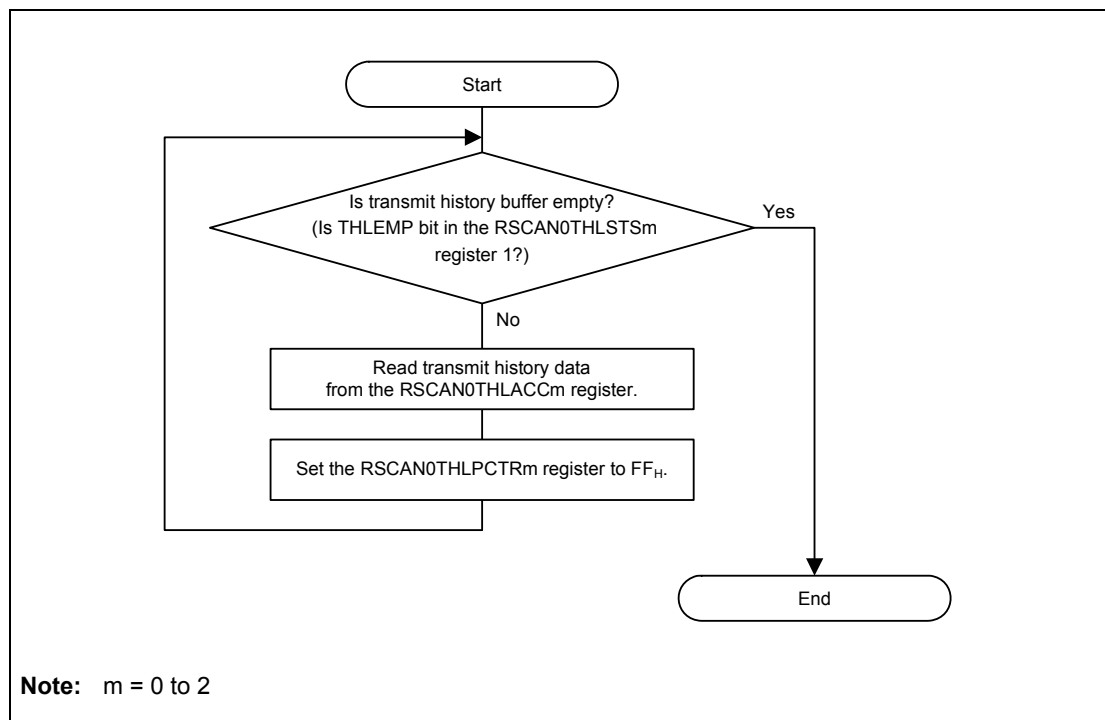 Start
Is transmit history buffer empty?
(Is THLEMP bit in the RSCAN0THLSTSm
register 1?)
Yes
No
Read transmit history data
from the RSCAN0THLACCm register.
Set the RSCAN0THLPCTRm register to FFH.
End
Note: m = 0 to 2